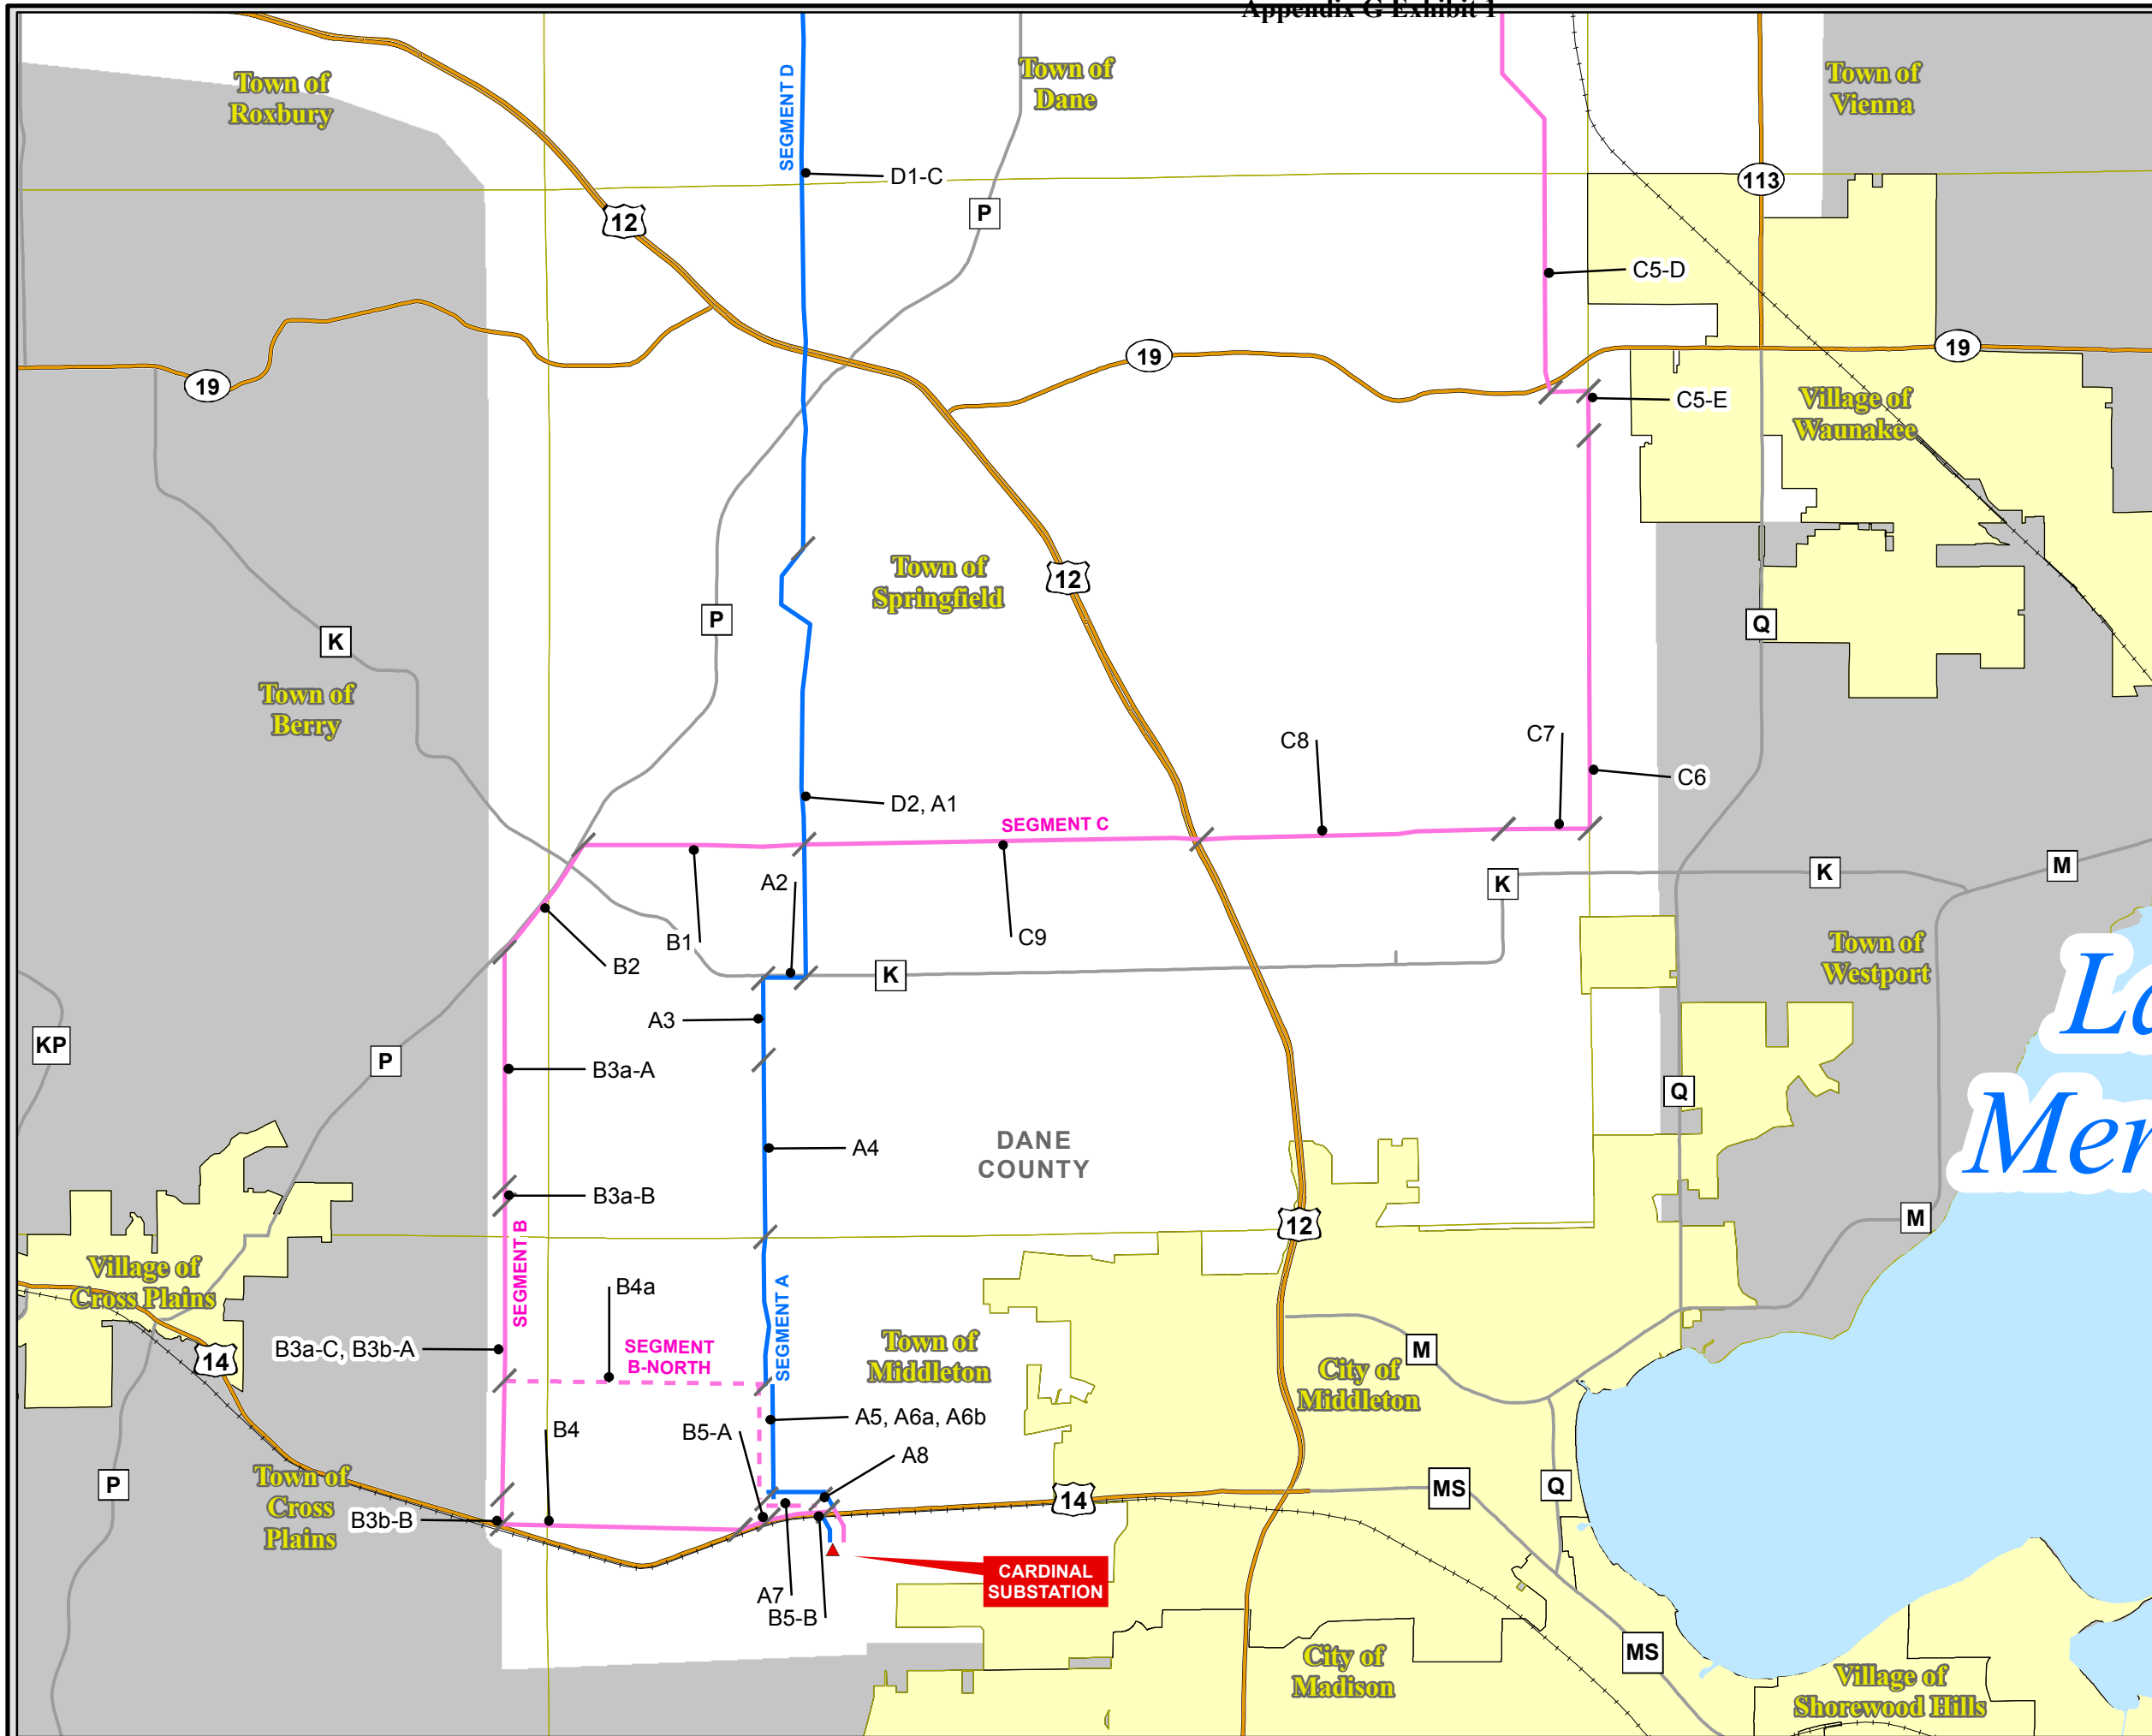 Appendix G Exhibit 1
Town of
Roxbury
SEGMENT D
Town of
Dane
Town of
Vienna
D1-C
113
P
12
C5-D
19
19
19
C5-E
Village of
Waunakee
Town of
Springfield
12
P
Q
K
Town of
Berry
C8
C7
C6
D2, A1
SEGMENT C
A2
K
K
M
B1
C9
B2
K
Town of
Westport
La
A3
KP
P
B3a-A
Q
Men
A4
DANE
COUNTY
B3a-B
12
M
SEGMENT B
Village of
Cross Plains
B4a
SEGMENT A
B3a-C, B3b-A
SEGMENT
B-NORTH
Town of
Middleton
M
14
City of
Middleton
A5, A6a, A6b
B5-A
B4
A8
P
Town of
Cross
Plains
14
MS
Q
B3b-B
CARDINAL
SUBSTATION
A7
B5-B
MS
City of
Madison
Village of
Shorewood Hills